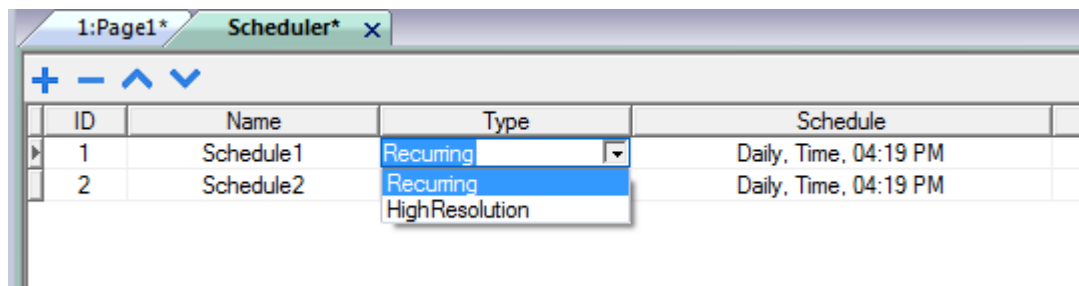 1:Page1* Scheduler*
ID Name Type Schedule
1 Schedule1 Recurring Daily, Time, 04:19 PM
2 Schedule2 Recurring Daily, Time, 04:19 PM
HighResolution